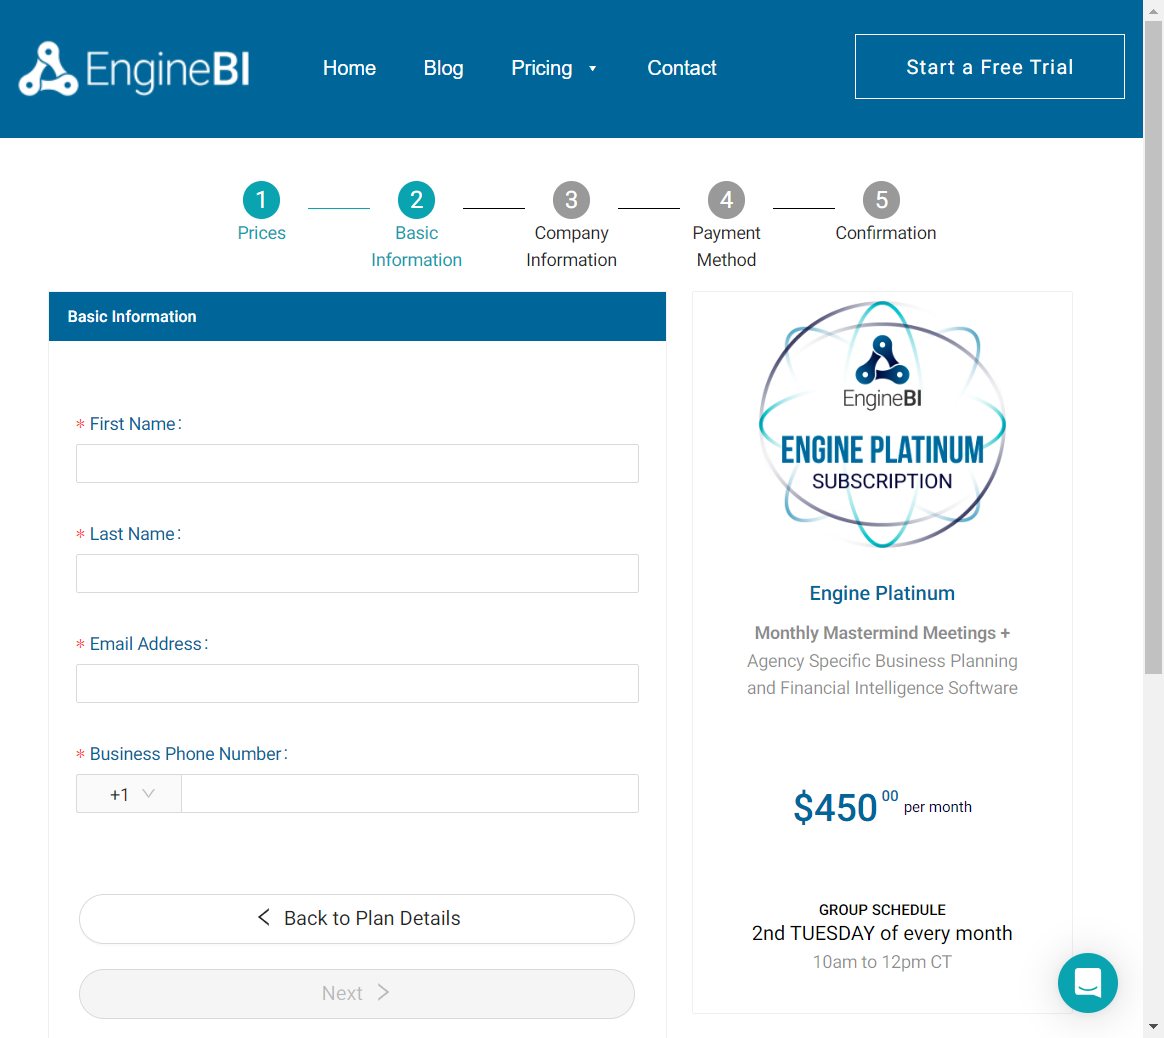 EngineBI
Home
Blog
Pricing
Contact
Start a Free Trial
1
Prices
2
Basic
Information
3
Company
Information
4
Payment
Method
5
Confirmation
Basic Information
* First Name:
* Last Name:
* Email Address:
* Business Phone Number:
+1
Back to Plan Details
Next
EngineBI
ENGINE PLATINUM
SUBSCRIPTION
Engine Platinum
Monthly Mastermind Meetings +
Agency Specific Business Planning
and Financial Intelligence Software
$450 00 per month
GROUP SCHEDULE
2nd TUESDAY of every month
10am to 12pm CT